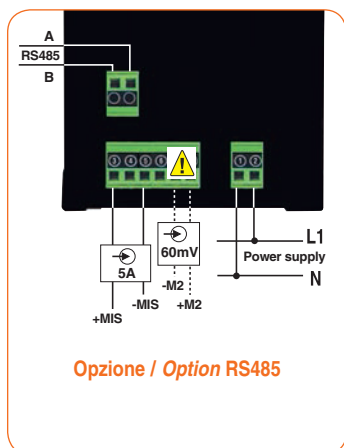 A
RS485
B
3 4 5 6
1 2
5A
60mV
-M2
+M2
-MIS
+MIS
L1
Power supply
N
Opzione / Option RS485